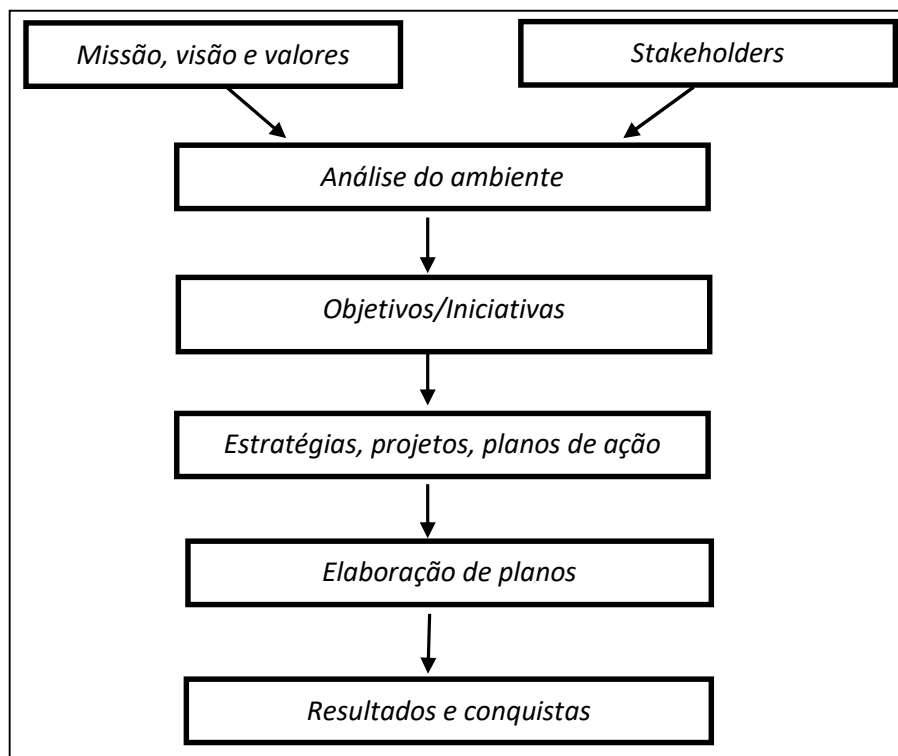 Missão, visão e valores
Stakeholders
Análise do ambiente
Objetivos/Iniciativas
Estratégias, projetos, planos de ação
Elaboração de planos
Resultados e conquistas